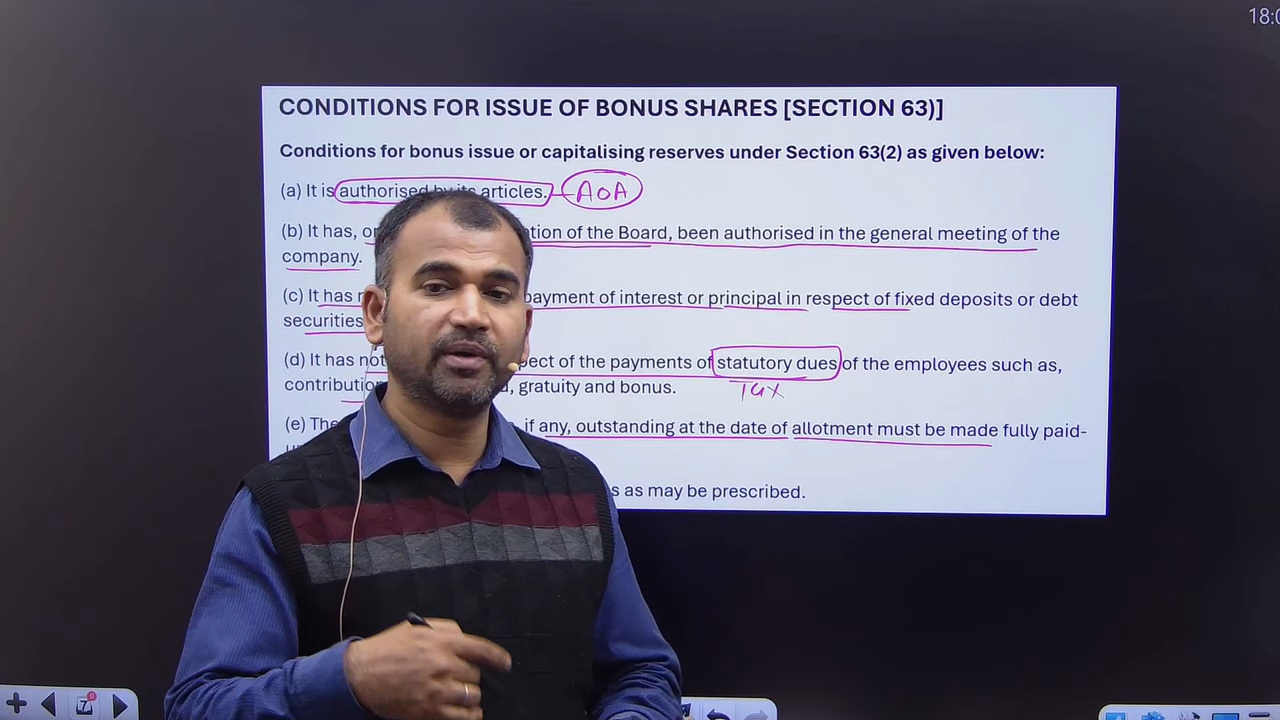 18:0
CONDITIONS FOR ISSUE OF BONUS SHARES [SECTION 63)]
Conditions for bonus issue or capitalising reserves under Section 63(2) as given below:
(a) It is authorised by its articles. AOA
(b) It has, of the Board, been authorised in the general meeting of the
company.
(c) It has payment of interest or principal in respect of fixed deposits or debt
securities
(d) It has not of the payments of statutory dues of the employees such as,
gratuity and bonus. TAX
(e) if any, outstanding at the date of allotment must be made fully paid-
as may be prescribed.
7